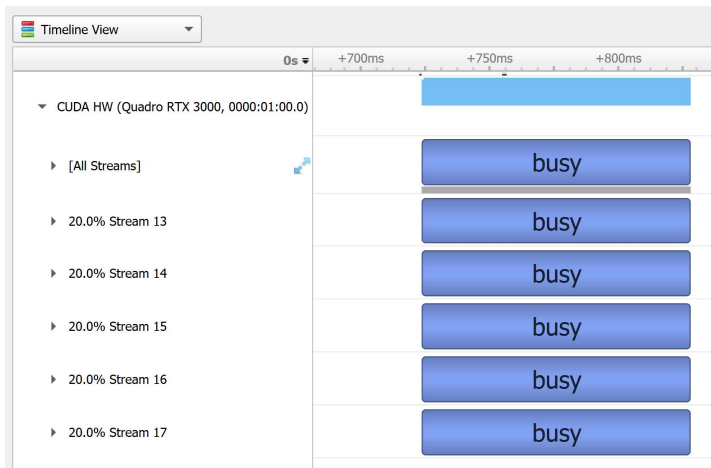 Timeline View
0s +700ms +750ms +800ms
CUDA HW (Quadro RTX 3000, 0000:01:00.0)
[All Streams] busy
20.0% Stream 13 busy
20.0% Stream 14 busy
20.0% Stream 15 busy
20.0% Stream 16 busy
20.0% Stream 17 busy